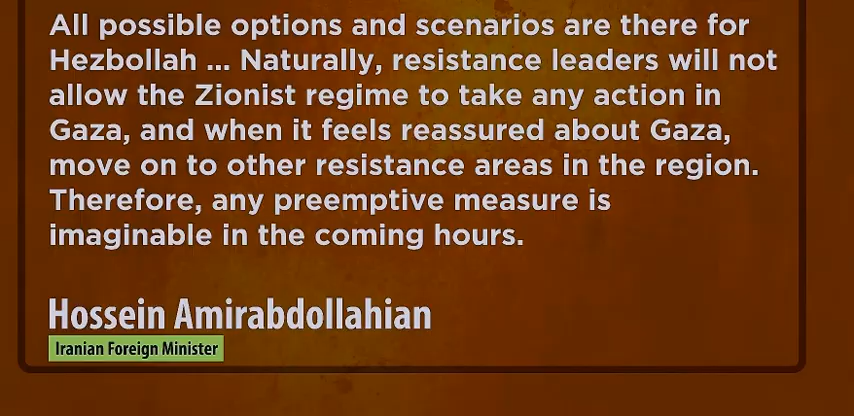 All possible options and scenarios are there for
Hezbollah ... Naturally, resistance leaders will not
allow the Zionist regime to take any action in
Gaza, and when it feels reassured about Gaza,
move on to other resistance areas in the region.
Therefore, any preemptive measure is
imaginable in the coming hours.
Hossein Amirabdollahian
Iranian Foreign Minister